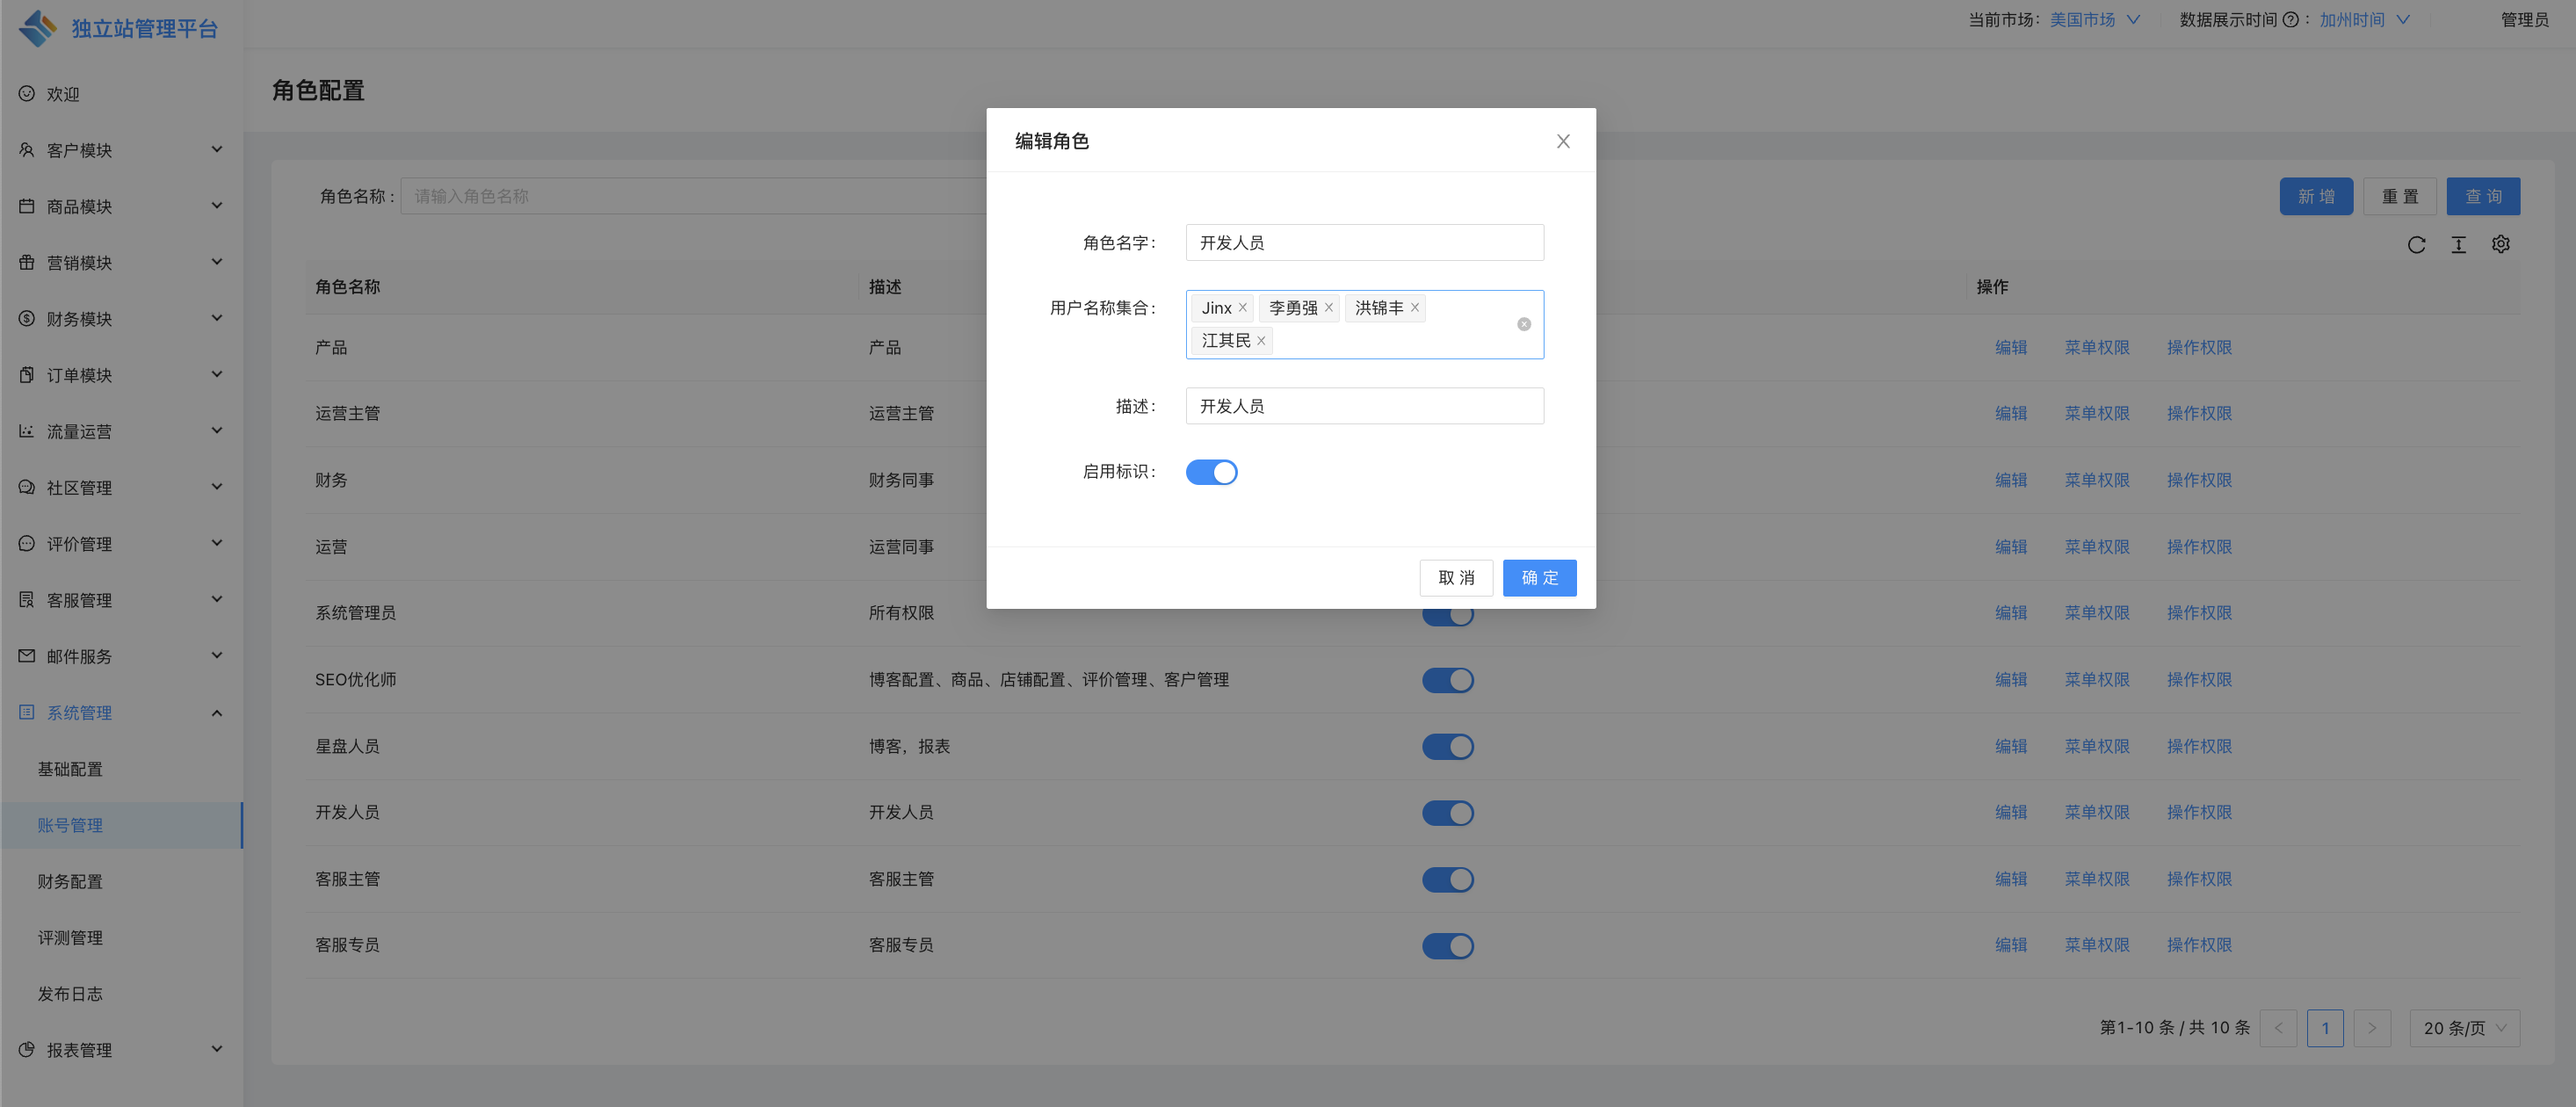 独立站管理平台
当前市场： 美国市场 数据展示时间 ： 加州时间 管理员
欢迎
客户模块
商品模块
营销模块
财务模块
订单模块
流量运营
社区管理
评价管理
客服管理
邮件服务
系统管理
基础配置
账号管理
财务配置
评测管理
发布日志
报表管理
角色配置
角色名称 : 请输入角色名称
新 增 重 置 查 询
角色名称 描述 操作
产品 产品 编辑 菜单权限 操作权限
运营主管 运营主管 编辑 菜单权限 操作权限
财务 财务同事 编辑 菜单权限 操作权限
运营 运营同事 编辑 菜单权限 操作权限
系统管理员 所有权限 编辑 菜单权限 操作权限
SEO优化师 博客配置、商品、店铺配置、评价管理、客户管理 编辑 菜单权限 操作权限
星盘人员 博客，报表 编辑 菜单权限 操作权限
开发人员 开发人员 编辑 菜单权限 操作权限
客服主管 客服主管 编辑 菜单权限 操作权限
客服专员 客服专员 编辑 菜单权限 操作权限
第1-10 条 / 共 10 条 1 20 条/页
编辑角色
角色名字： 开发人员
用户名称集合： Jinx 李勇强 洪锦丰
江其民
描述： 开发人员
启用标识：
取 消 确 定